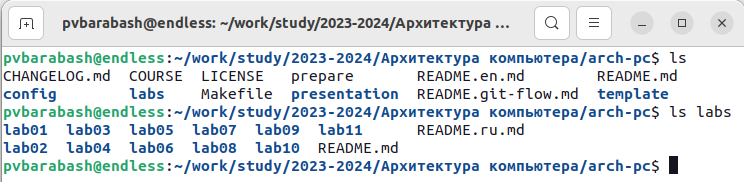 pvbarabash@endless: ~/work/study/2023-2024/Архитектура ...
pvbarabash@endless:~/work/study/2023-2024/Архитектура компьютера/arch-pc$ ls
CHANGELOG.md  COURSE  LICENSE   prepare       README.en.md        README.md
config        labs    Makefile  presentation  README.git-flow.md  template
pvbarabash@endless:~/work/study/2023-2024/Архитектура компьютера/arch-pc$ ls labs
lab01  lab03  lab05  lab07  lab09  lab11      README.ru.md
lab02  lab04  lab06  lab08  lab10  README.md
pvbarabash@endless:~/work/study/2023-2024/Архитектура компьютера/arch-pc$